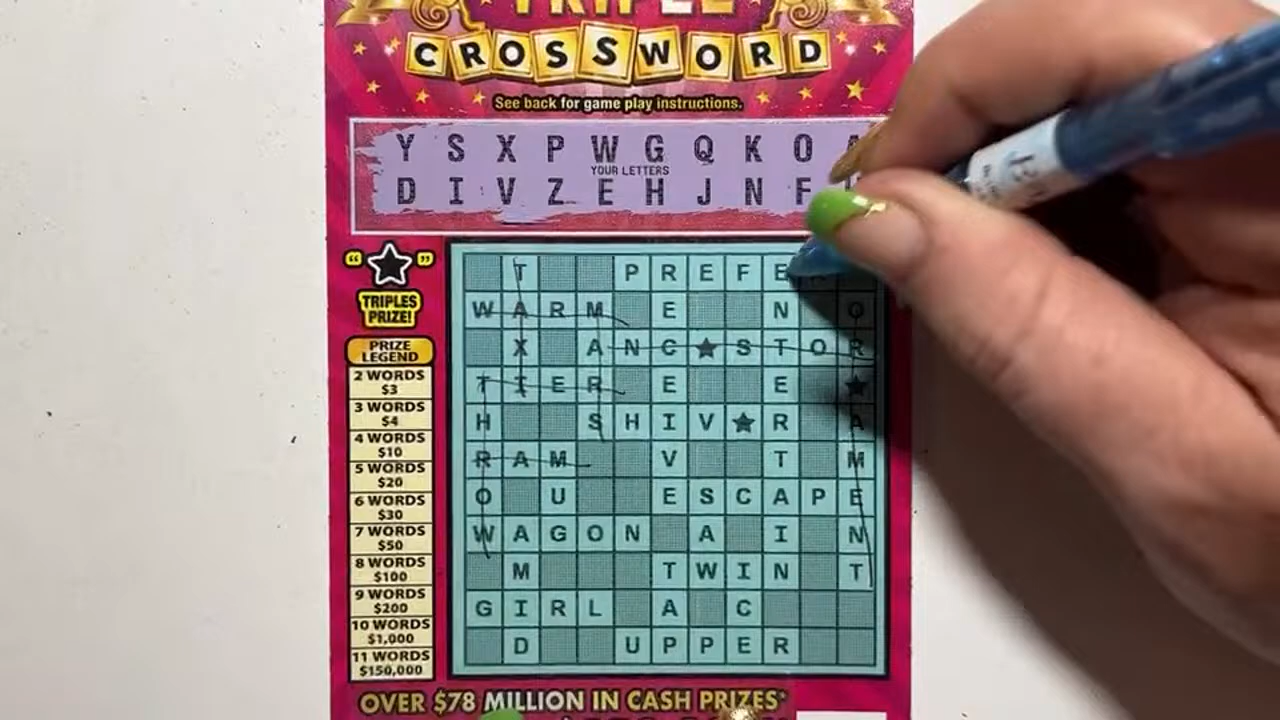 TRIPLE
CROSSWORD
See back for game play instructions.
Y S X P W G Q K O
YOUR LETTERS
D I V Z E H J N F
" "
TRIPLES
PRIZE!
PRIZE
LEGEND
2 WORDS
$3
3 WORDS
$4
4 WORDS
$10
5 WORDS
$20
6 WORDS
$30
7 WORDS
$50
8 WORDS
$100
9 WORDS
$200
10 WORDS
$1,000
11 WORDS
$150,000
T P R E F E
W A R M E N O
X A N C ★ S T O R
T I E R E E ★
H S H I V ★ R A
R A M V T M
O U E S C A P E
W A G O N A I N
M T W I N T
G I R L A C
D U P P E R
OVER $78 MILLION IN CASH PRIZES*